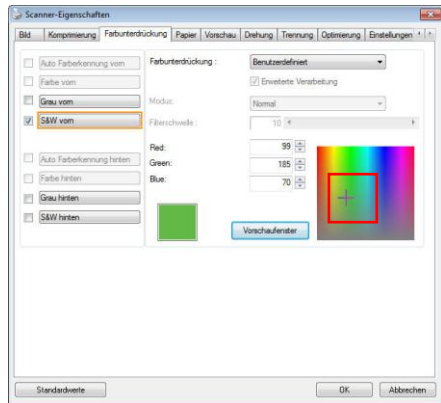 Scanner-Eigenschaften
Bild Komprimierung Farbunterdrückung Papier Vorschau Drehung Trennung Optimierung Einstellungen
Auto Farberkennung vorn Farbunterdrückung : Benutzerdefiniert
Farbe vorn Erweiterte Verarbeitung
Grau vorn Modus: Normal
S&W vorn Filterschwelle : 10
Red: 99
Auto Farberkennung hinten Green: 185
Farbe hinten Blue: 70
Grau hinten
S&W hinten
Vorschaufenster
Standardwerte OK Abbrechen